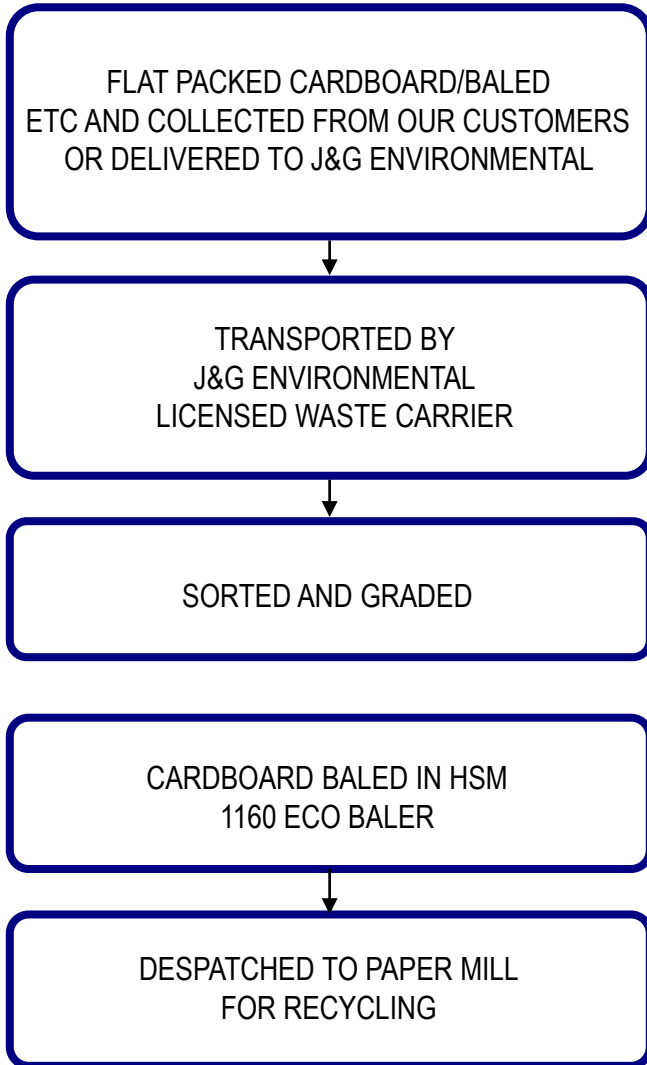 FLAT PACKED CARDBOARD/BALED
ETC AND COLLECTED FROM OUR CUSTOMERS
OR DELIVERED TO J&G ENVIRONMENTAL
TRANSPORTED BY
J&G ENVIRONMENTAL
LICENSED WASTE CARRIER
SORTED AND GRADED
CARDBOARD BALED IN HSM
1160 ECO BALER
DESPATCHED TO PAPER MILL
FOR RECYCLING